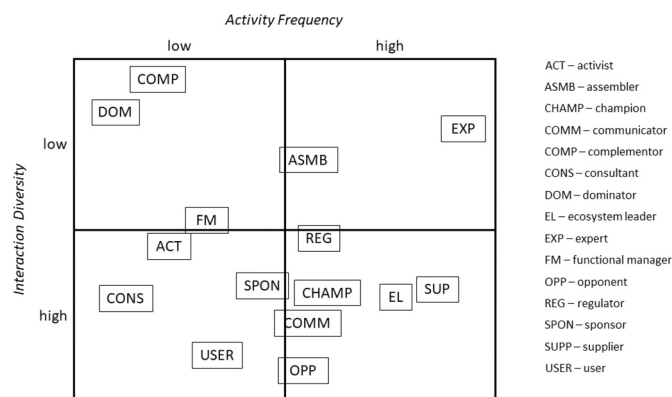 Activity Frequency
low
high
Interaction Diversity
low
high
COMP
DOM
EXP
ASMB
FM
ACT
REG
CONS
SPON
CHAMP
EL
SUP
COMM
USER
OPP
ACT – activist
ASMB – assembler
CHAMP – champion
COMM – communicator
COMP – complementor
CONS – consultant
DOM – dominator
EL – ecosystem leader
EXP – expert
FM – functional manager
OPP – opponent
REG – regulator
SPON – sponsor
SUPP – supplier
USER – user